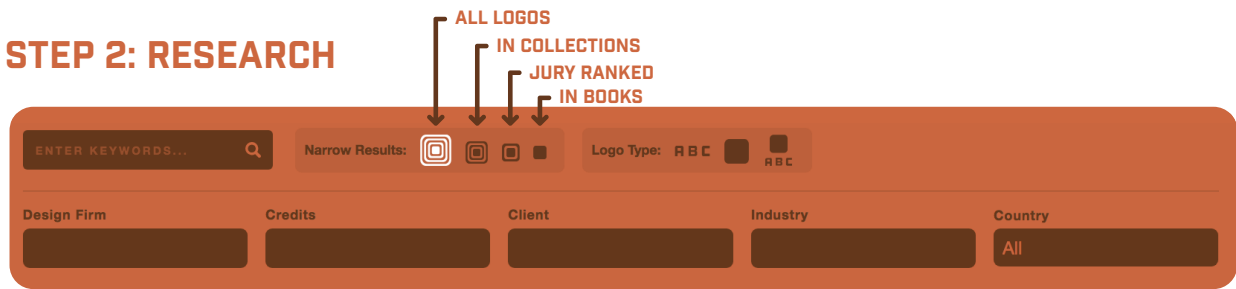 ALL LOGOS
STEP 2: RESEARCH
IN COLLECTIONS
JURY RANKED
IN BOOKS
ENTER KEYWORDS...
Narrow Results:
Logo Type: ABC
ABC
Design Firm
Credits
Client
Industry
Country
All